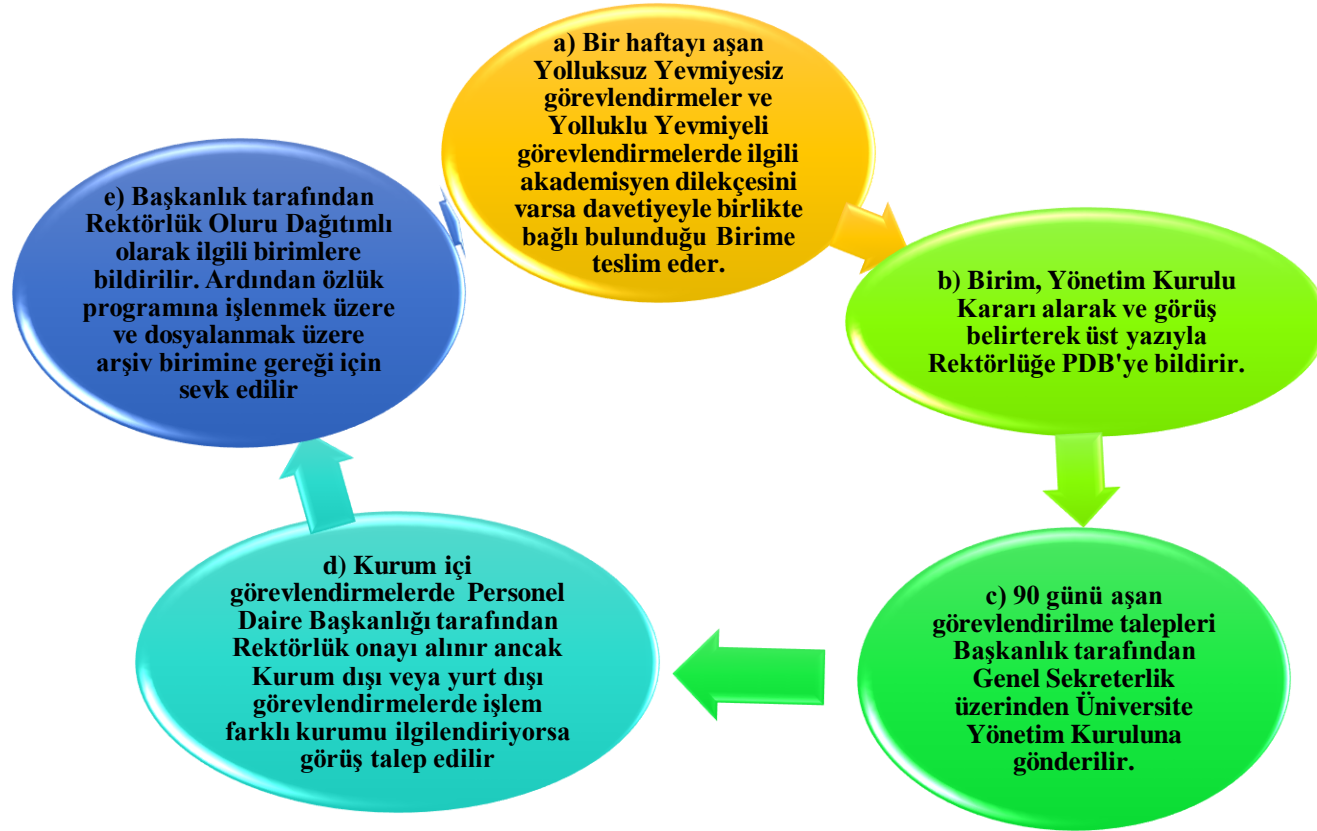 a) Bir haftayı aşan
Yolluksuz Yevmiyesiz
görevlendirmeler ve
Yolluklu Yevmiyeli
görevlendirmelerde ilgili
akademisyen dilekçesini
varsa davetiyeyle birlikte
bağlı bulunduğu Birime
teslim eder.
b) Birim, Yönetim Kurulu
Kararı alarak ve görüş
belirterek üst yazıyla
Rektörlüğe PDB'ye bildirir.
c) 90 günü aşan
görevlendirilme talepleri
Başkanlık tarafından
Genel Sekreterlik
üzerinden Üniversite
Yönetim Kuruluna
gönderilir.
d) Kurum içi
görevlendirmelerde Personel
Daire Başkanlığı tarafından
Rektörlük onayı alınır ancak
Kurum dışı veya yurt dışı
görevlendirmelerde işlem
farklı kurumu ilgilendiriyorsa
görüş talep edilir
e) Başkanlık tarafından
Rektörlük Oluru Dağıtımlı
olarak ilgili birimlere
bildirilir. Ardından özlük
programına işlenmek üzere
ve dosyalanmak üzere
arşiv birimine gereği için
sevk edilir